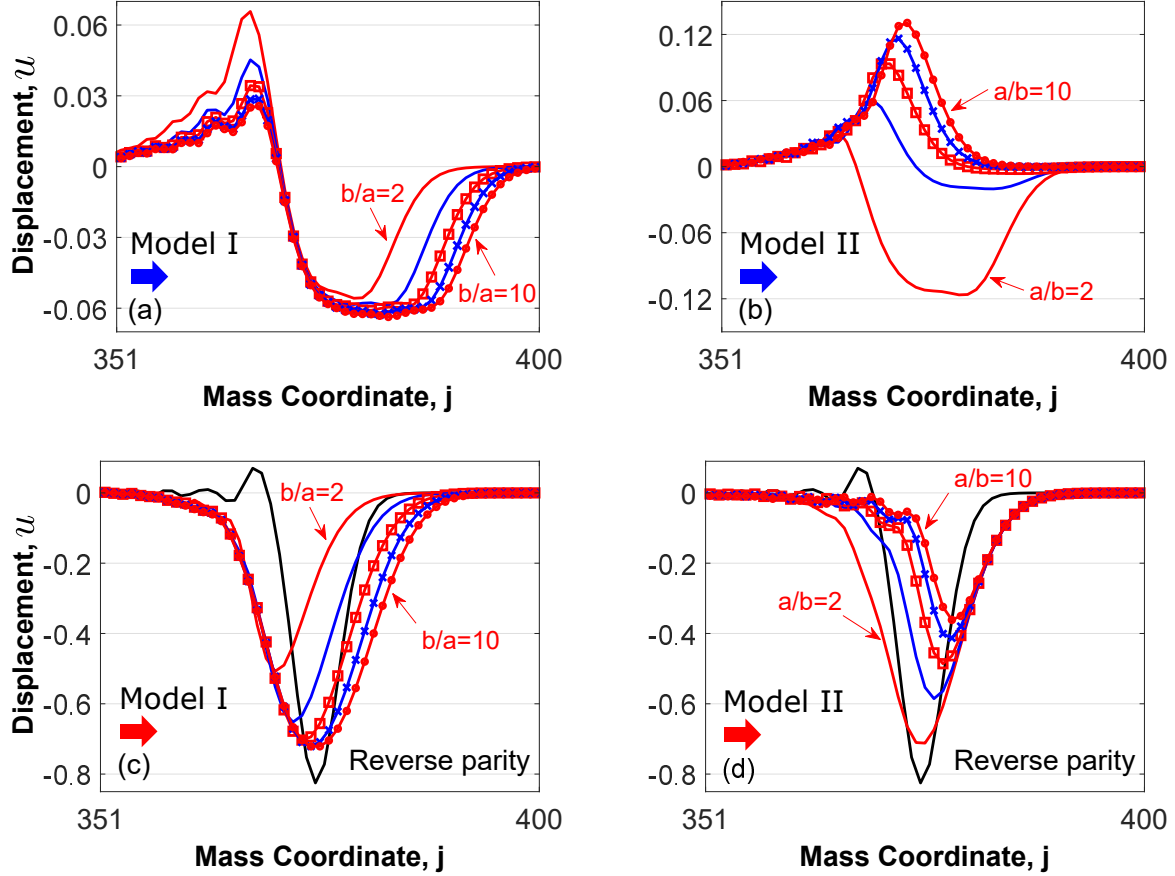 0.06
0.03
0
-0.03
-0.06
Displacement, u
b/a=2
b/a=10
Model I
(a)
351
400
Mass Coordinate, j
0.12
0.06
0
-0.06
-0.12
Displacement, u
a/b=10
a/b=2
Model II
(b)
351
400
Mass Coordinate, j
0
-0.2
-0.4
-0.6
-0.8
Displacement, u
b/a=2
b/a=10
Model I
(c)
Reverse parity
351
400
Mass Coordinate, j
0
-0.2
-0.4
-0.6
-0.8
a/b=10
a/b=2
Model II
(d)
Reverse parity
351
400
Mass Coordinate, j